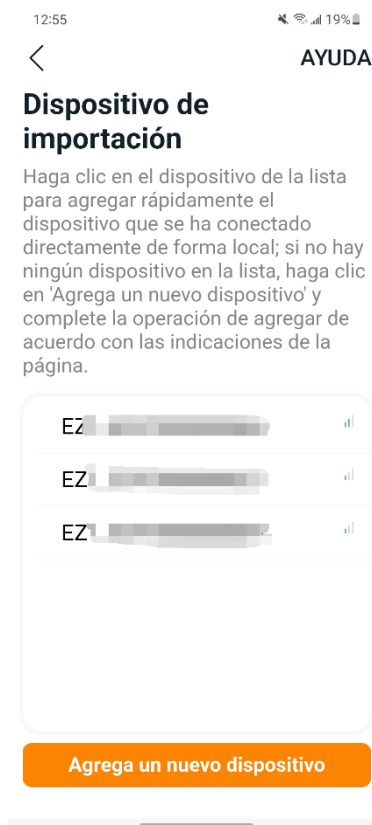 12:55
19%
AYUDA
Dispositivo de
importación
Haga clic en el dispositivo de la lista
para agregar rápidamente el
dispositivo que se ha conectado
directamente de forma local; si no hay
ningún dispositivo en la lista, haga clic
en 'Agrega un nuevo dispositivo' y
complete la operación de agregar de
acuerdo con las indicaciones de la
página.
EZ
EZ
EZ
Agrega un nuevo dispositivo